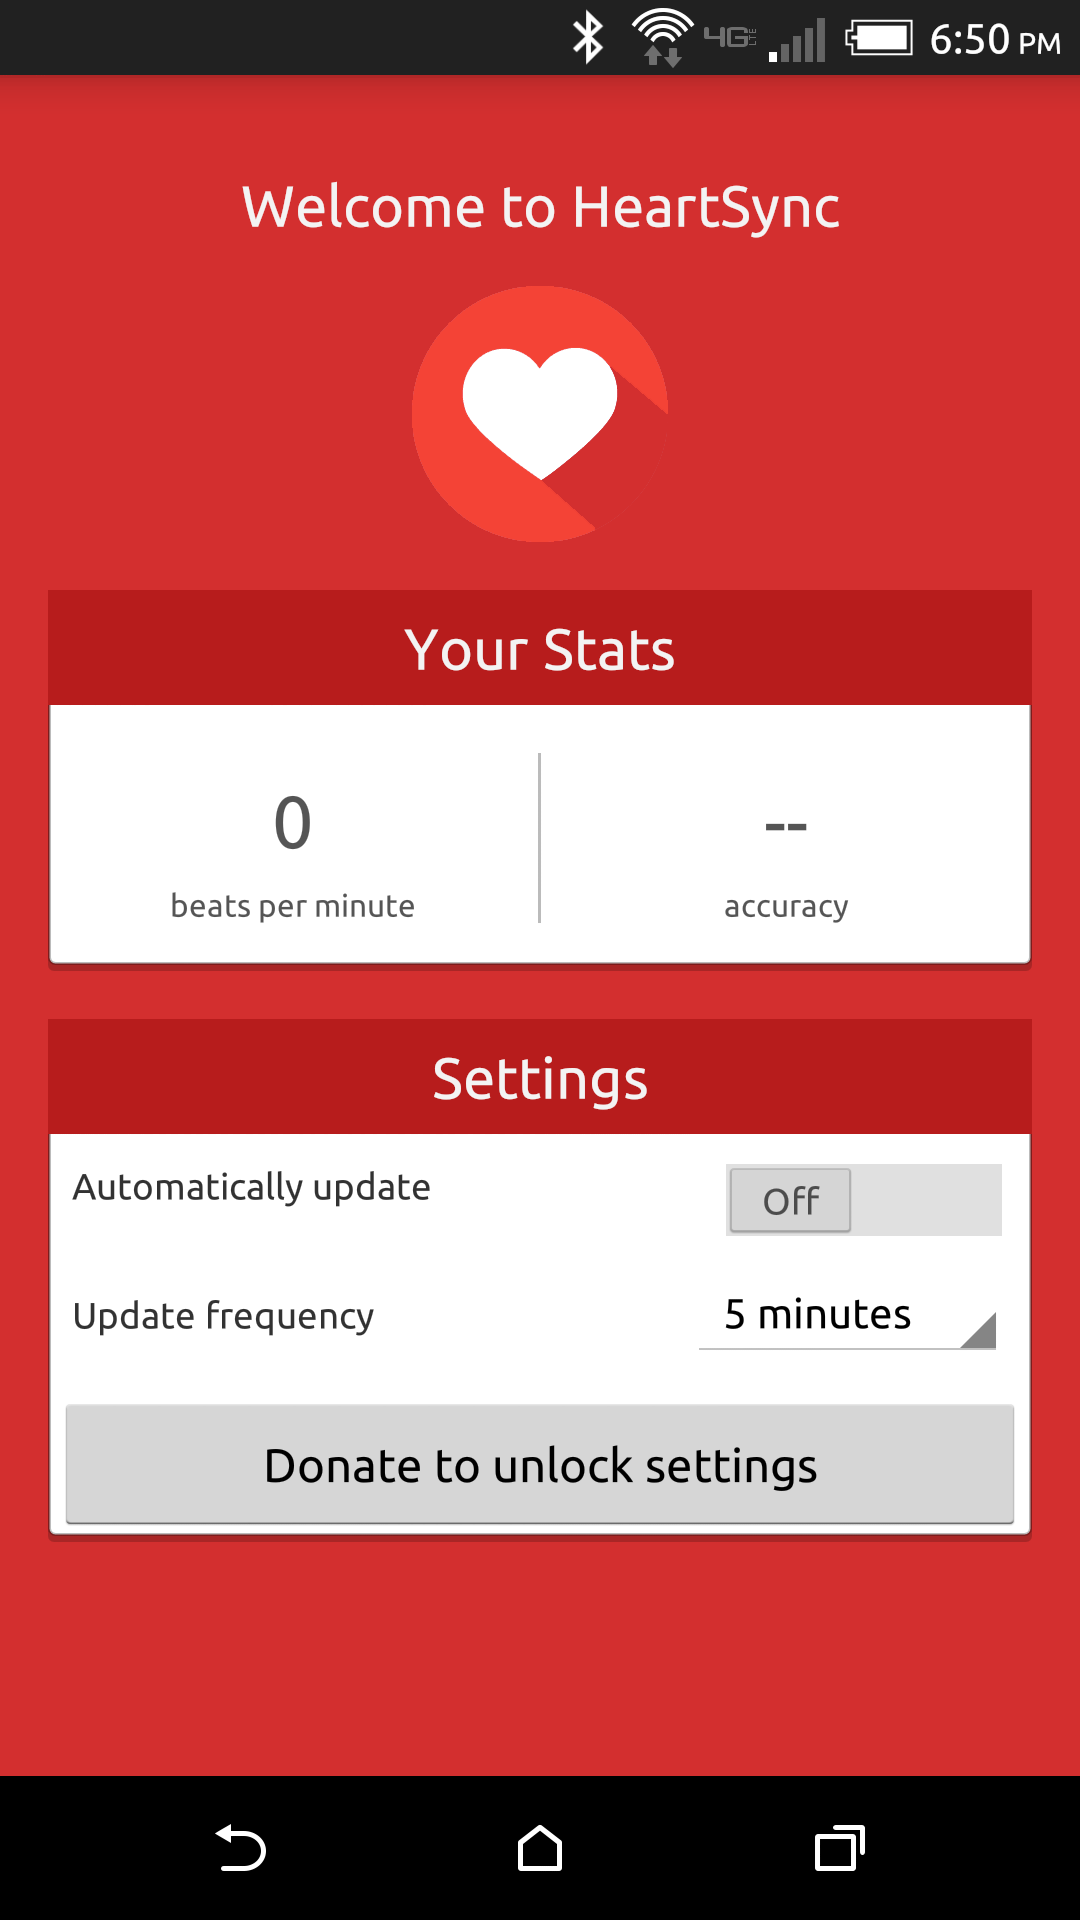 4G LTE 6:50 PM
Welcome to HeartSync
Your Stats
0 --
beats per minute accuracy
Settings
Automatically update Off
Update frequency 5 minutes
Donate to unlock settings